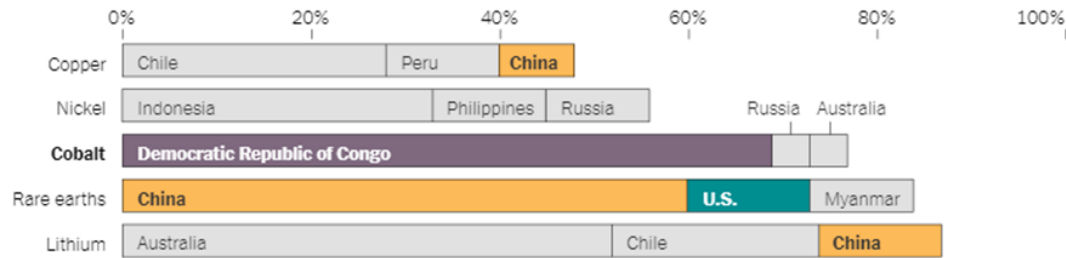 0% 20% 40% 60% 80% 100%
Copper Chile Peru China
Nickel Indonesia Philippines Russia Russia Australia
Cobalt Democratic Republic of Congo
Rare earths China U.S. Myanmar
Lithium Australia Chile China